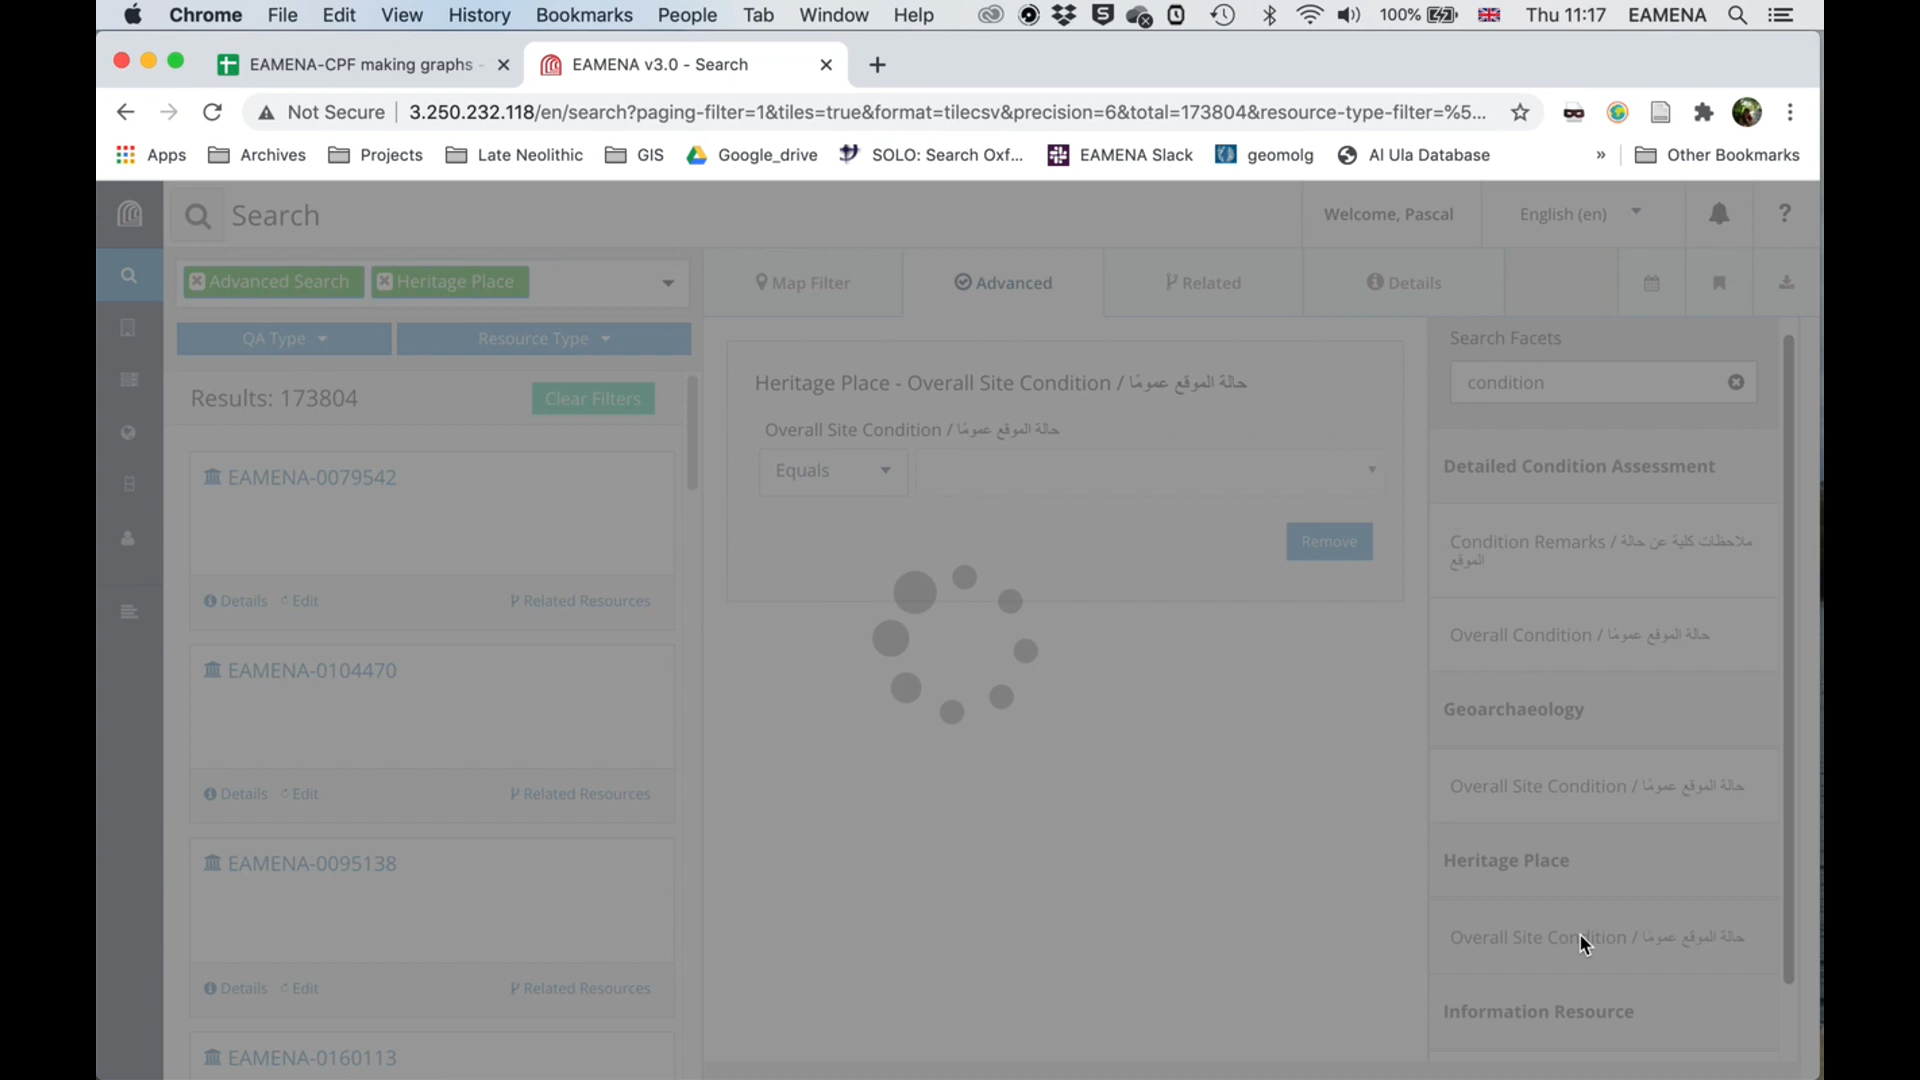 Chrome File Edit View History Bookmarks People Tab Window Help 100% Thu 11:17 EAMENA
EAMENA-CPF making graphs - EAMENA v3.0 - Search
Not Secure 3.250.232.118/en/search?paging-filter=1&tiles=true&format=tilecsv&precision=6&total=173804&resource-type-filter=%5...
Apps Archives Projects Late Neolithic GIS Google_drive SOLO: Search Oxf... EAMENA Slack geomolg Al Ula Database » Other Bookmarks
Search Welcome, Pascal English (en) ?
Advanced Search Heritage Place Map Filter Advanced Related Details
QA Type Resource Type
Search Facets
condition
Results: 173804 Clear Filters
Heritage Place - Overall Site Condition / حالة الموقع عمومًا
Overall Site Condition / حالة الموقع عمومًا
Equals
Remove
EAMENA-0079542
Details Edit Related Resources
EAMENA-0104470
Details Edit Related Resources
EAMENA-0095138
Details Edit Related Resources
EAMENA-0160113
Detailed Condition Assessment
Condition Remarks / ملاحظات كلية عن حالة
الموقع
Overall Condition / حالة الموقع عمومًا
Geoarchaeology
Overall Site Condition / حالة الموقع عمومًا
Heritage Place
Overall Site Condition / حالة الموقع عمومًا
Information Resource